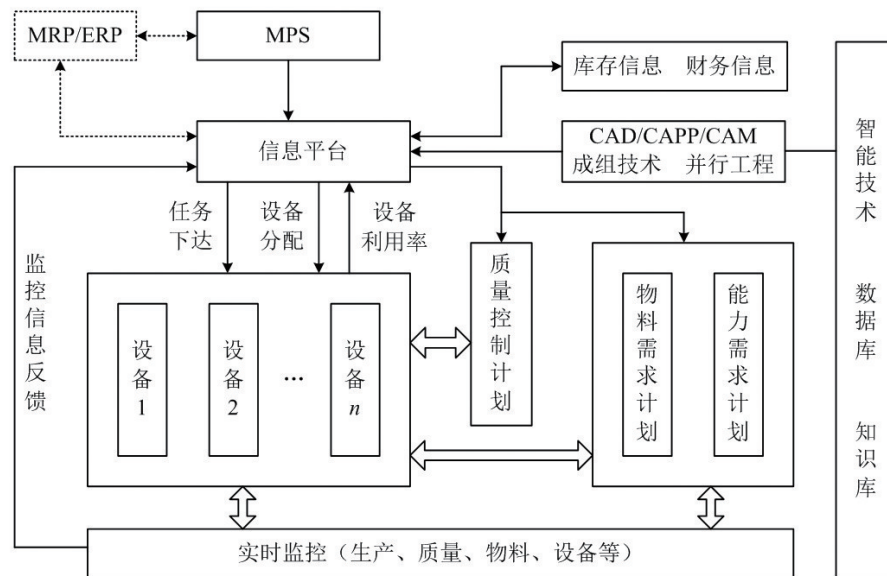 MRP/ERP
MPS
库存信息 财务信息
信息平台
CAD/CAPP/CAM
成组技术 并行工程
任务
下达
设备
分配
设备
利用率
监控信息反馈
设备1
设备2
...
设备n
质量控制计划
物料需求计划
能力需求计划
智能技术
数据库
知识库
实时监控（生产、质量、物料、设备等）